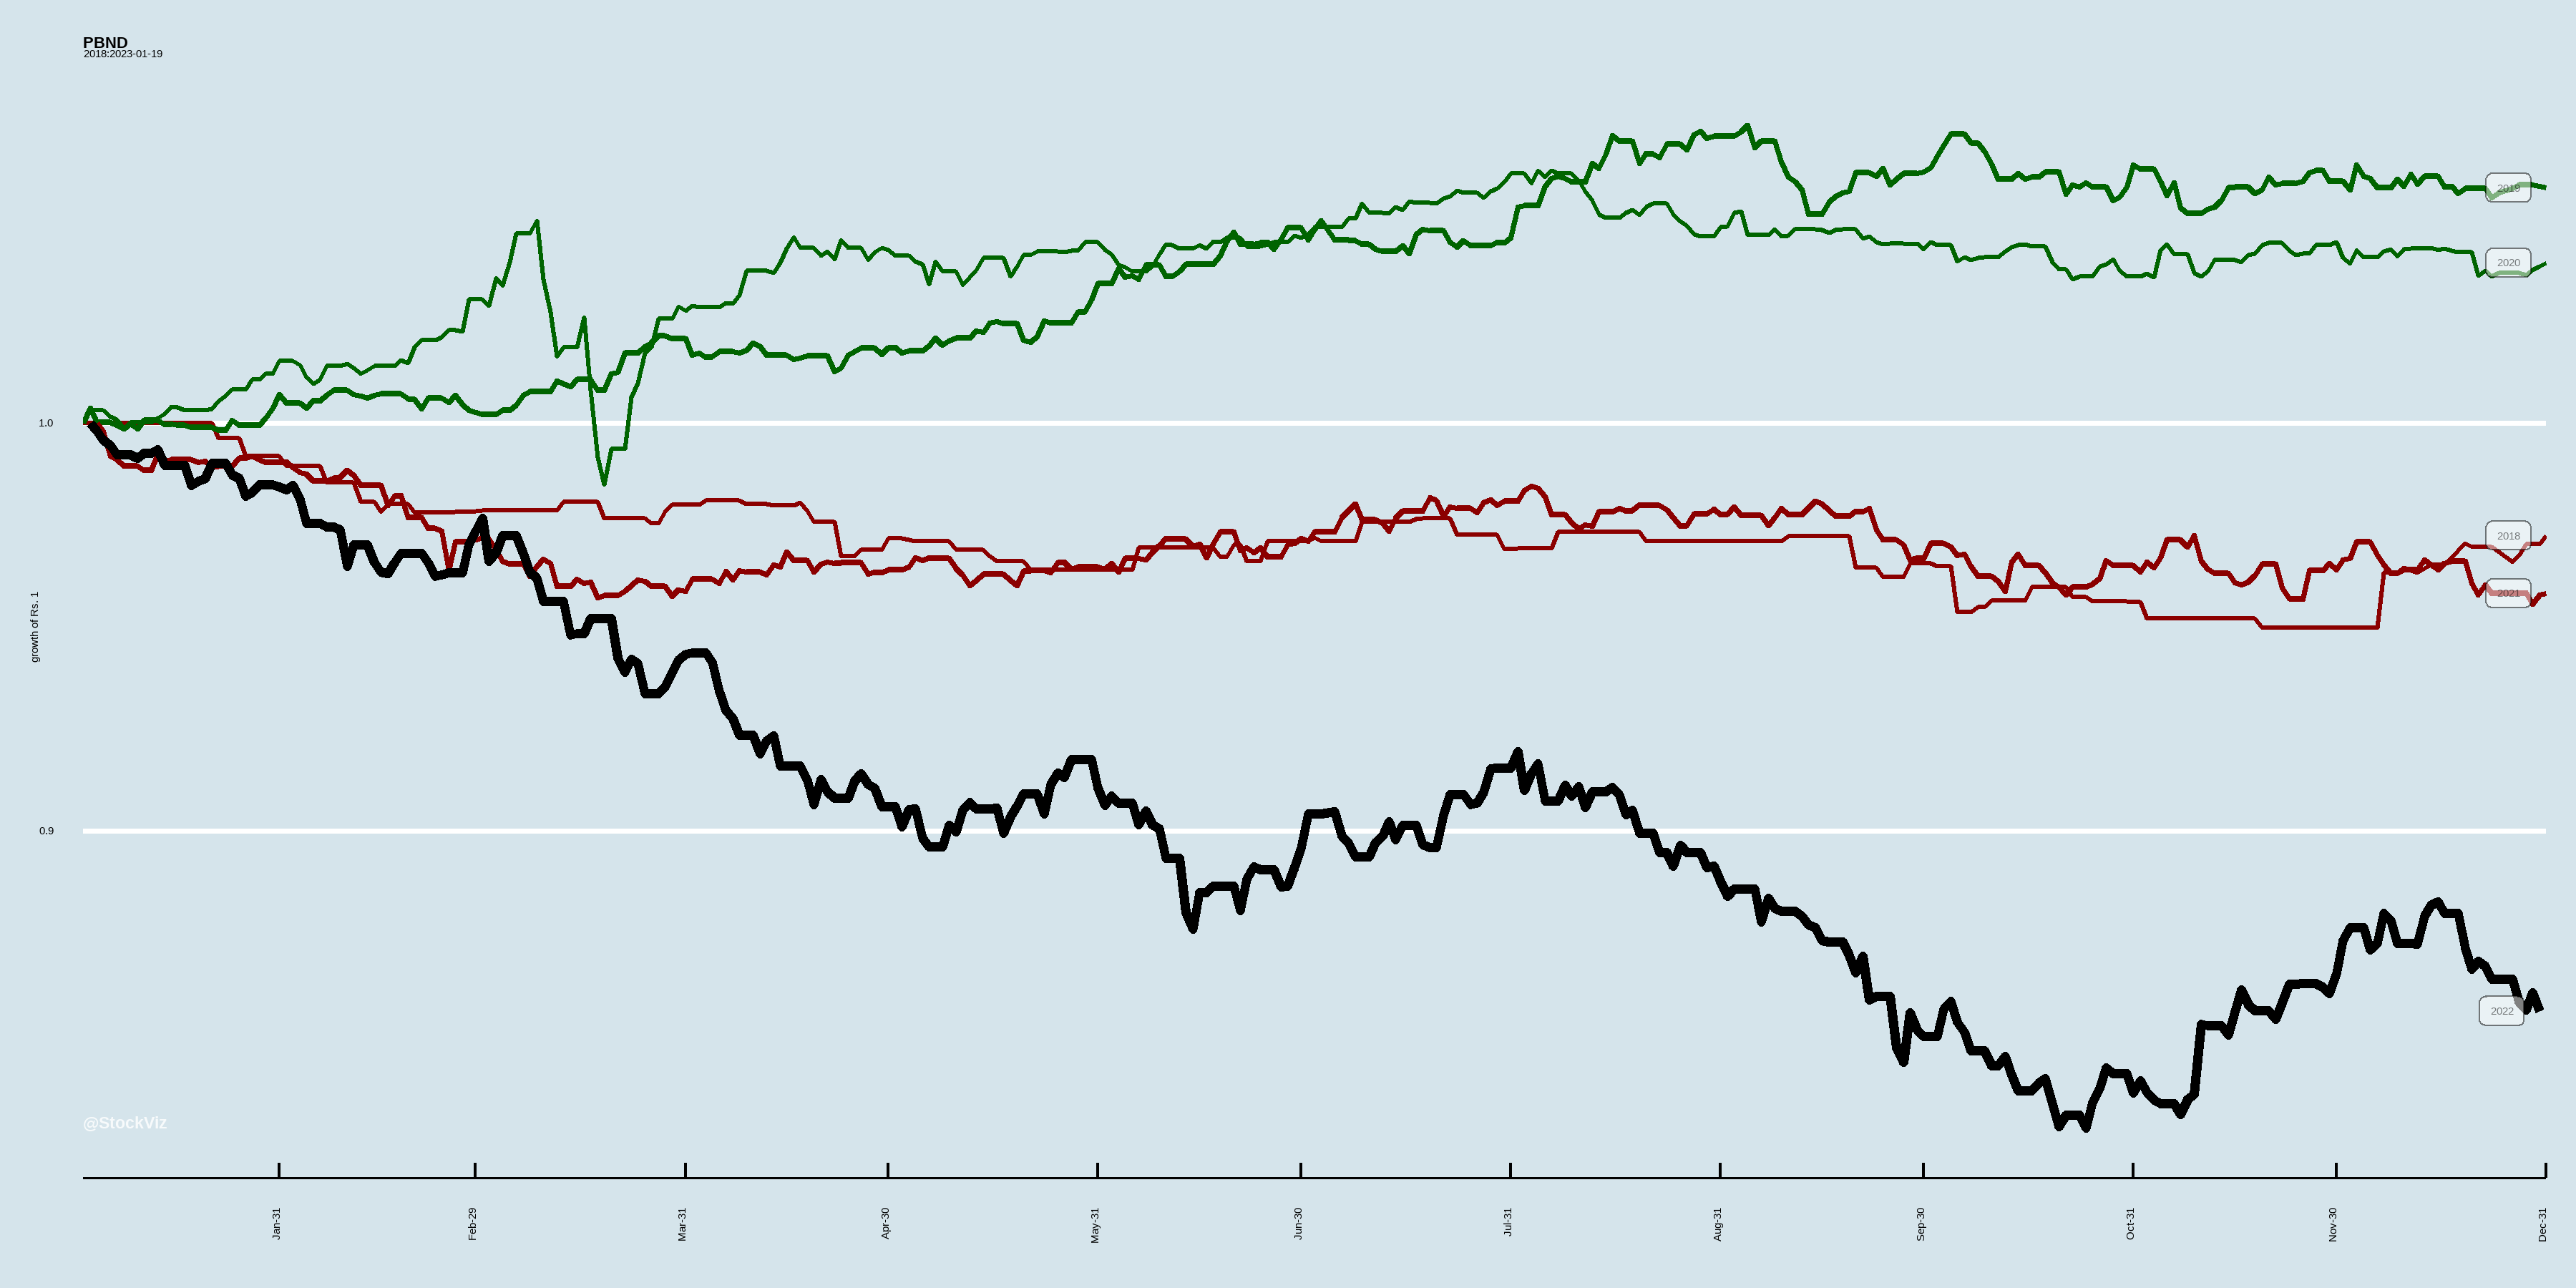 PBND
2018:2023-01-19
2019
2020
1.0
2018
growth of Rs. 1
2021
0.9
2022
@StockViz
Jan-31
Feb-29
Mar-31
Apr-30
May-31
Jun-30
Jul-31
Aug-31
Sep-30
Oct-31
Nov-30
Dec-31